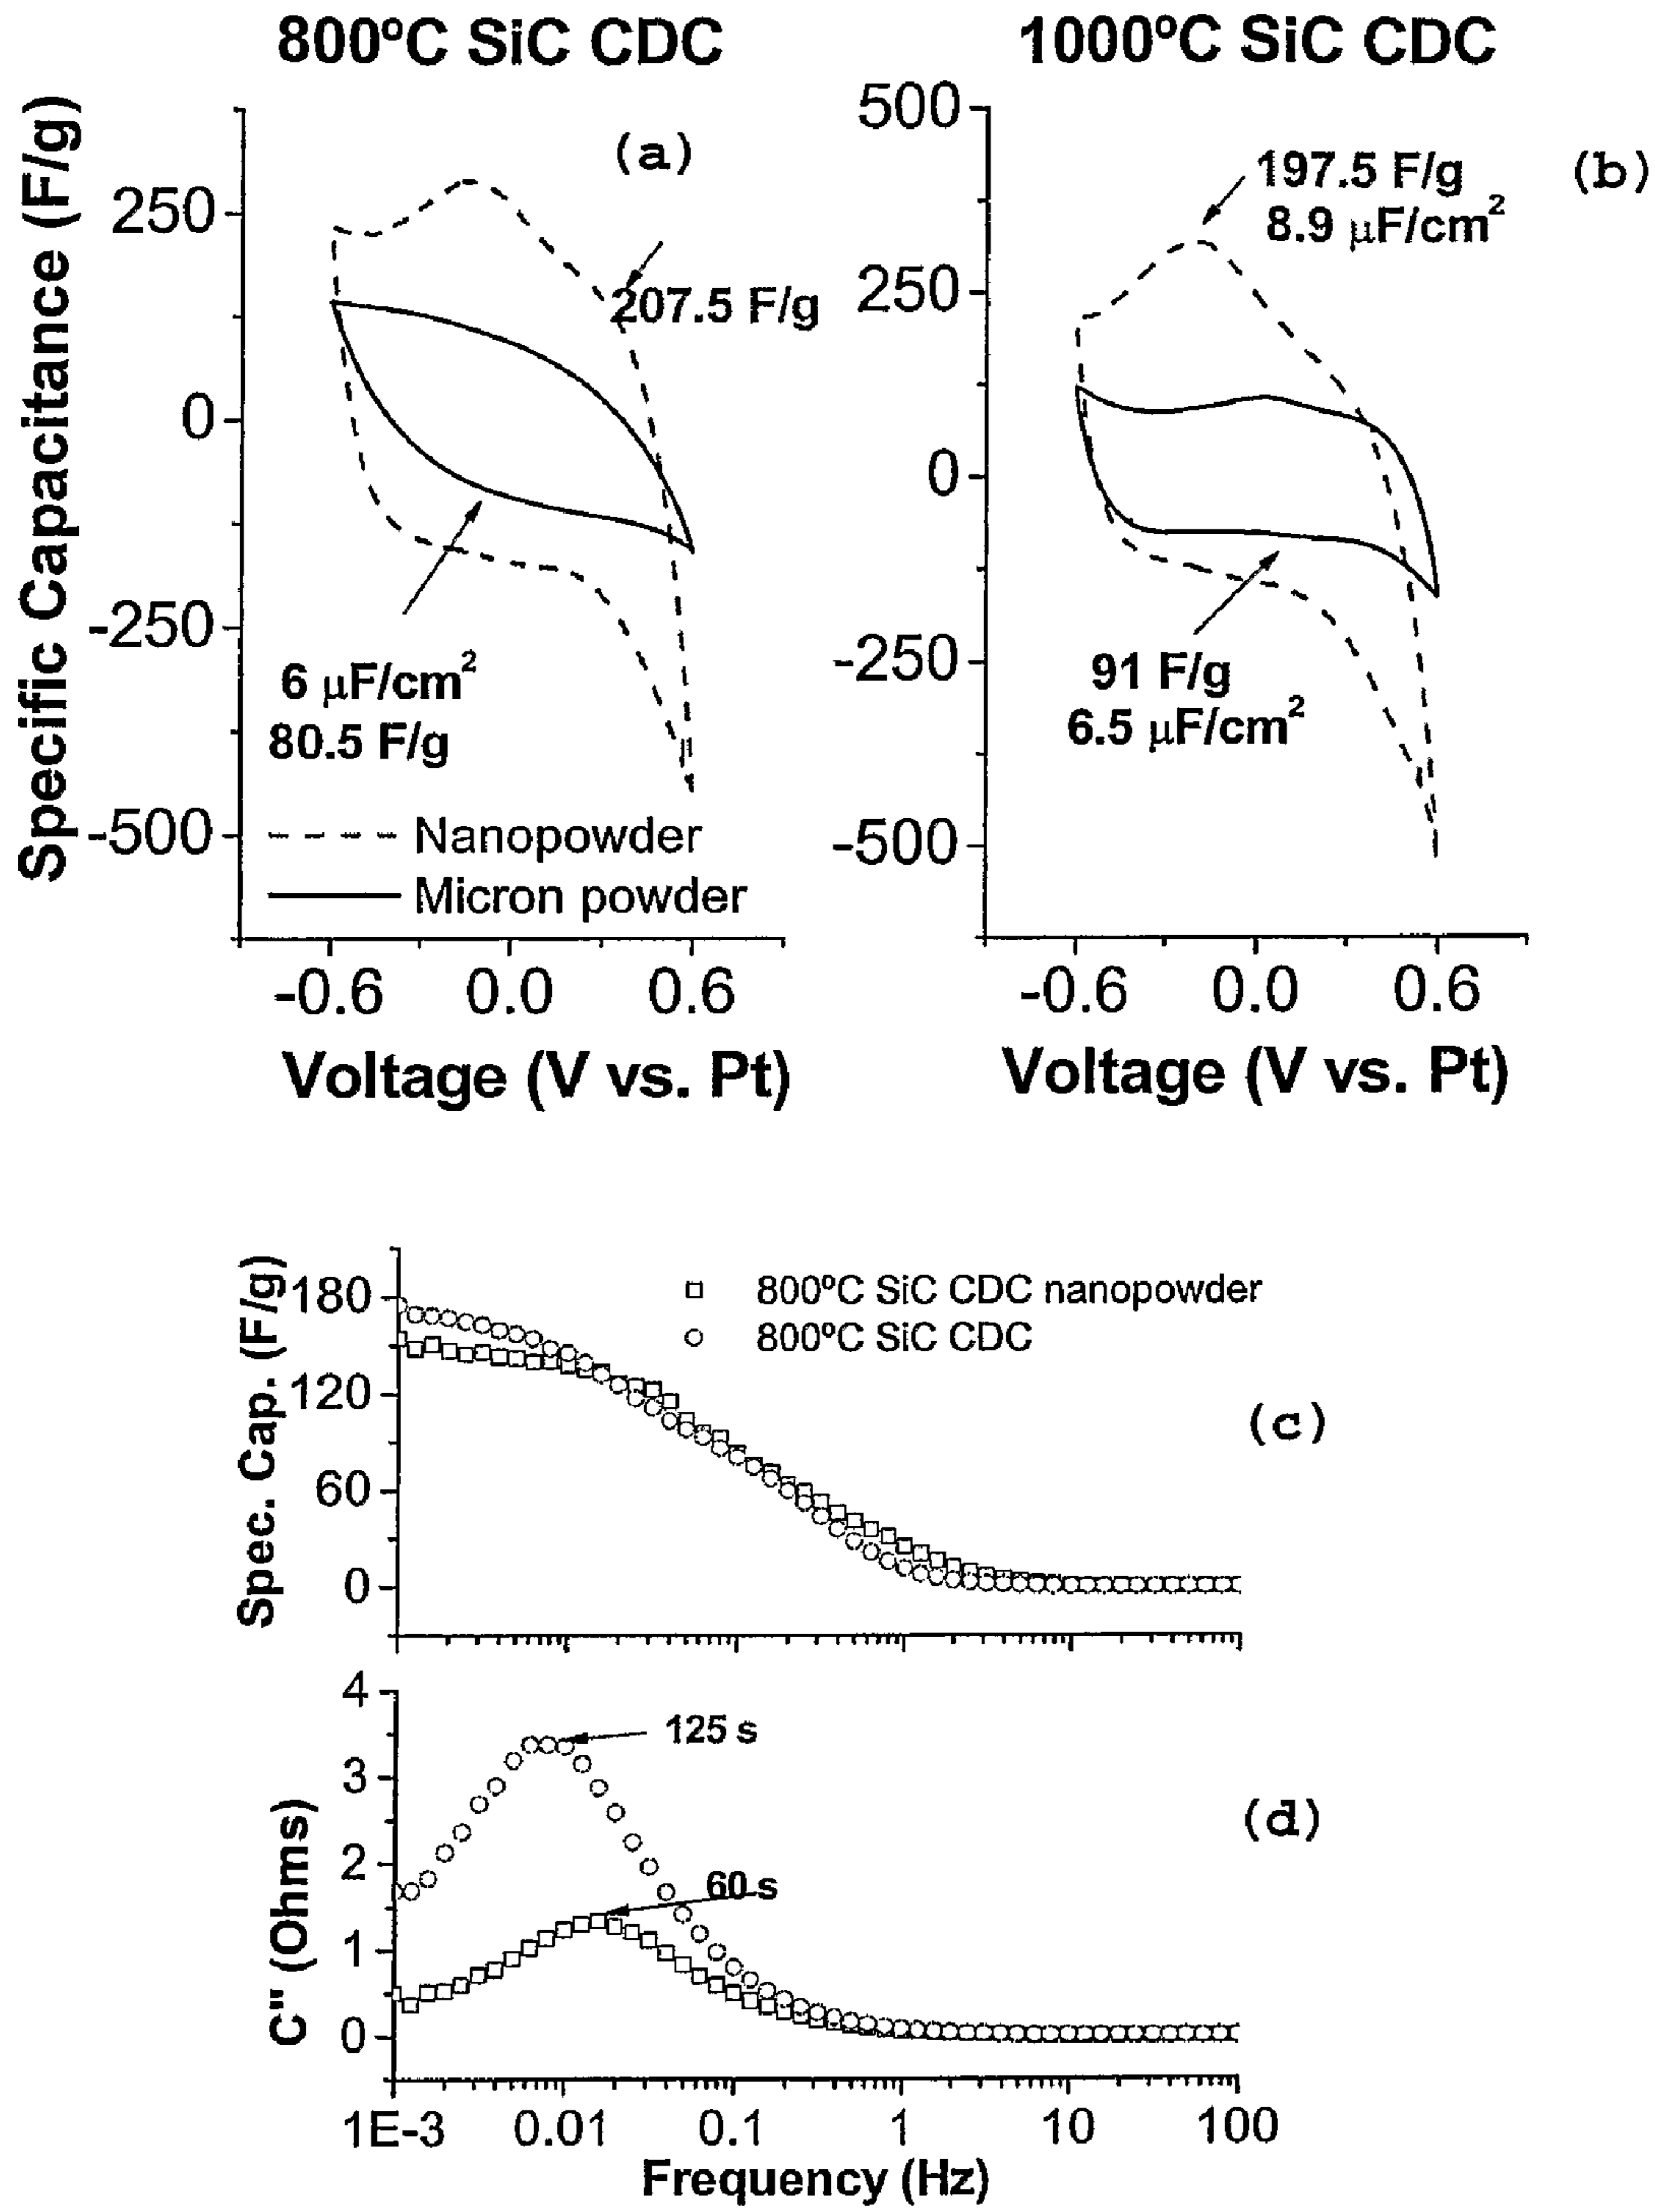 800ºC SiC CDC
1000ºC SiC CDC
Specific Capacitance (F/g)
250
0
-250
-500
(a)
207.5 F/g
6 µF/cm²
80.5 F/g
Nanopowder
Micron powder
-0.6
0.0
0.6
Voltage (V vs. Pt)
500
250
0
-250
-500
197.5 F/g
8.9 µF/cm²
(b)
91 F/g
6.5 µF/cm²
-0.6
0.0
0.6
Voltage (V vs. Pt)
Spec. Cap. (F/g)
180
120
60
0
800ºC SiC CDC nanopowder
800ºC SiC CDC
(c)
C" (Ohms)
4
3
2
1
0
125 s
60 s
(d)
1E-3
0.01
0.1
1
10
100
Frequency (Hz)